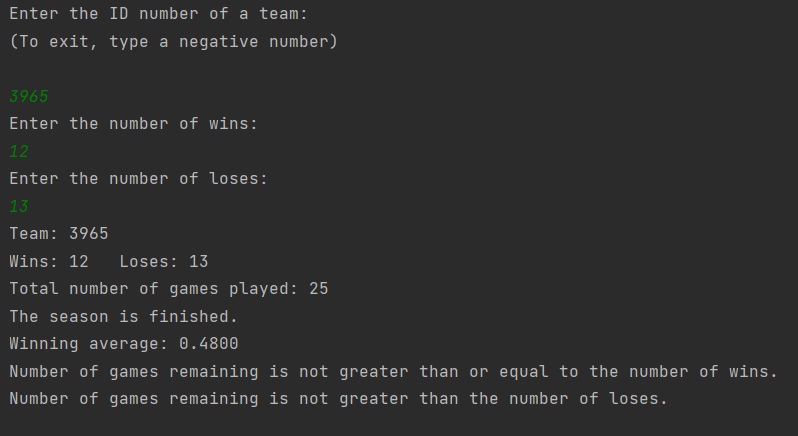 Enter the ID number of a team:
(To exit, type a negative number)
3965
Enter the number of wins:
12
Enter the number of loses:
13
Team: 3965
Wins: 12   Loses: 13
Total number of games played: 25
The season is finished.
Winning average: 0.4800
Number of games remaining is not greater than or equal to the number of wins.
Number of games remaining is not greater than the number of loses.